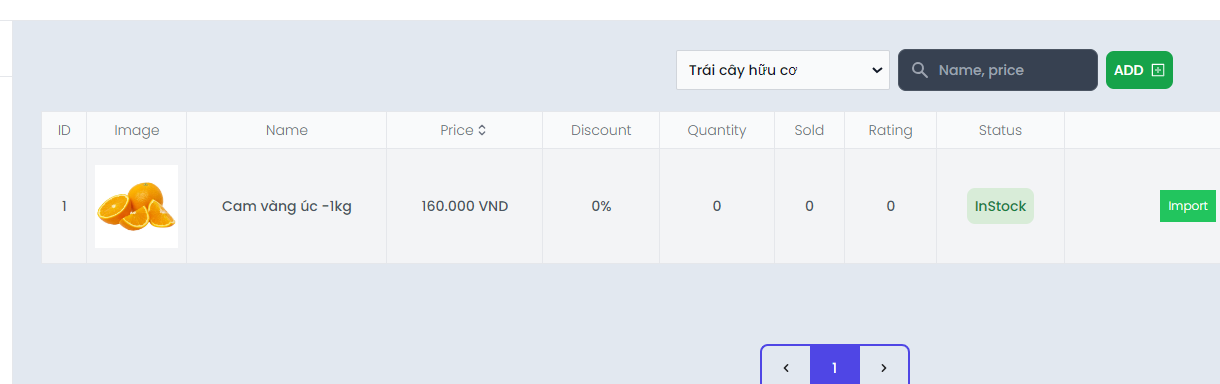 Trái cây hữu cơ Name, price ADD
ID Image Name Price Discount Quantity Sold Rating Status
1 Cam vàng úc -1kg 160.000 VND 0% 0 0 0 InStock Import
1